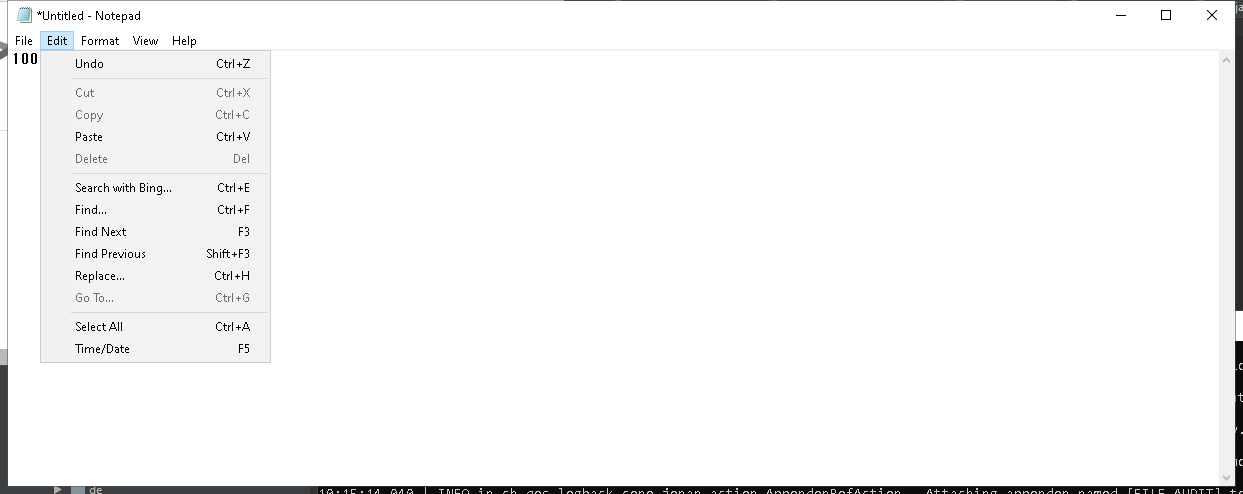 *Untitled - Notepad
File Edit Format View Help
100
Undo Ctrl+Z
Cut Ctrl+X
Copy Ctrl+C
Paste Ctrl+V
Delete Del
Search with Bing... Ctrl+E
Find... Ctrl+F
Find Next F3
Find Previous Shift+F3
Replace... Ctrl+H
Go To... Ctrl+G
Select All Ctrl+A
Time/Date F5
de
10:15:14,040 | INFO in ch.qos.logback.core.joran.action.AppenderRefAction - Attaching appender named [FILE_AUDIT]